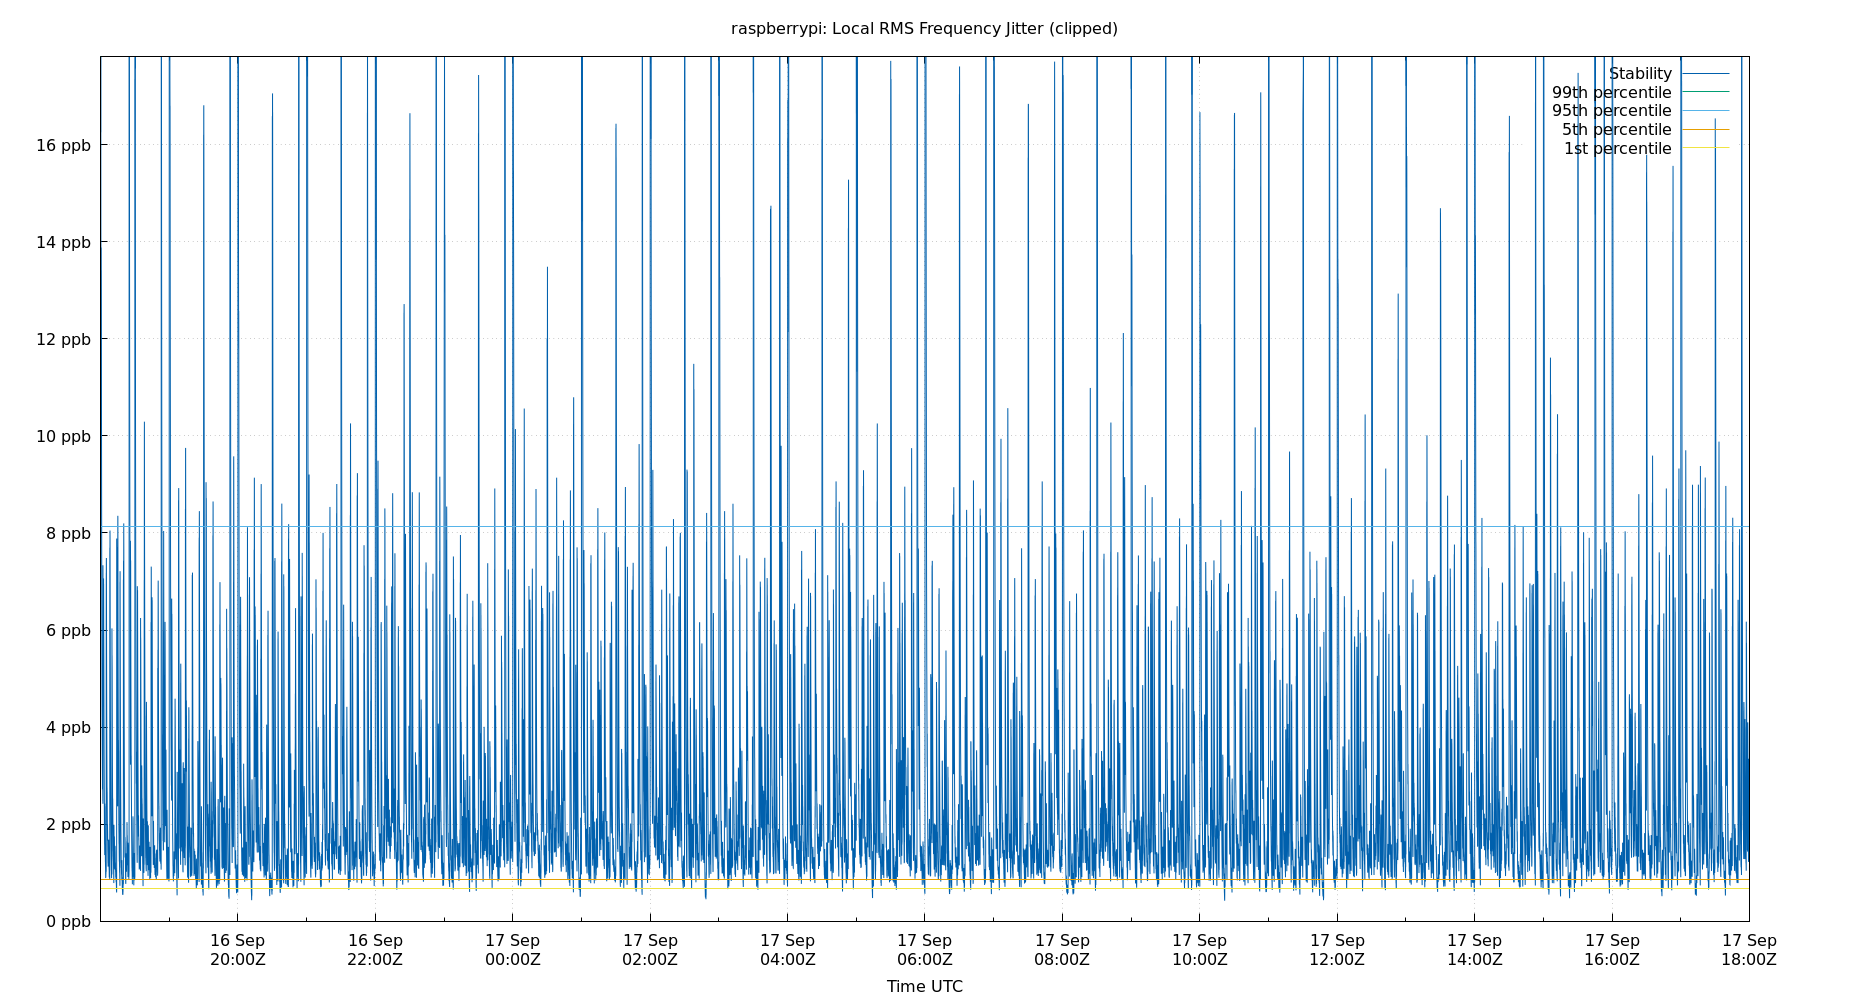 raspberrypi: Local RMS Frequency Jitter (clipped)
Stability
99th percentile
95th percentile
5th percentile
1st percentile
16 ppb
14 ppb
12 ppb
10 ppb
8 ppb
6 ppb
4 ppb
2 ppb
0 ppb
16 Sep 16 Sep 17 Sep 17 Sep 17 Sep 17 Sep 17 Sep 17 Sep 17 Sep 17 Sep 17 Sep 17 Sep
20:00Z 22:00Z 00:00Z 02:00Z 04:00Z 06:00Z 08:00Z 10:00Z 12:00Z 14:00Z 16:00Z 18:00Z
Time UTC